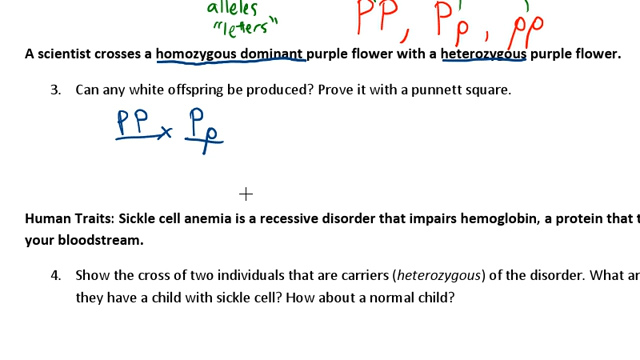 alleles
"letters"
PP, Pp, pp
A scientist crosses a homozygous dominant purple flower with a heterozygous purple flower.
3. Can any white offspring be produced? Prove it with a punnett square.
PP x Pp
Human Traits: Sickle cell anemia is a recessive disorder that impairs hemoglobin, a protein that
your bloodstream.
4. Show the cross of two individuals that are carriers (heterozygous) of the disorder. What
they have a child with sickle cell? How about a normal child?